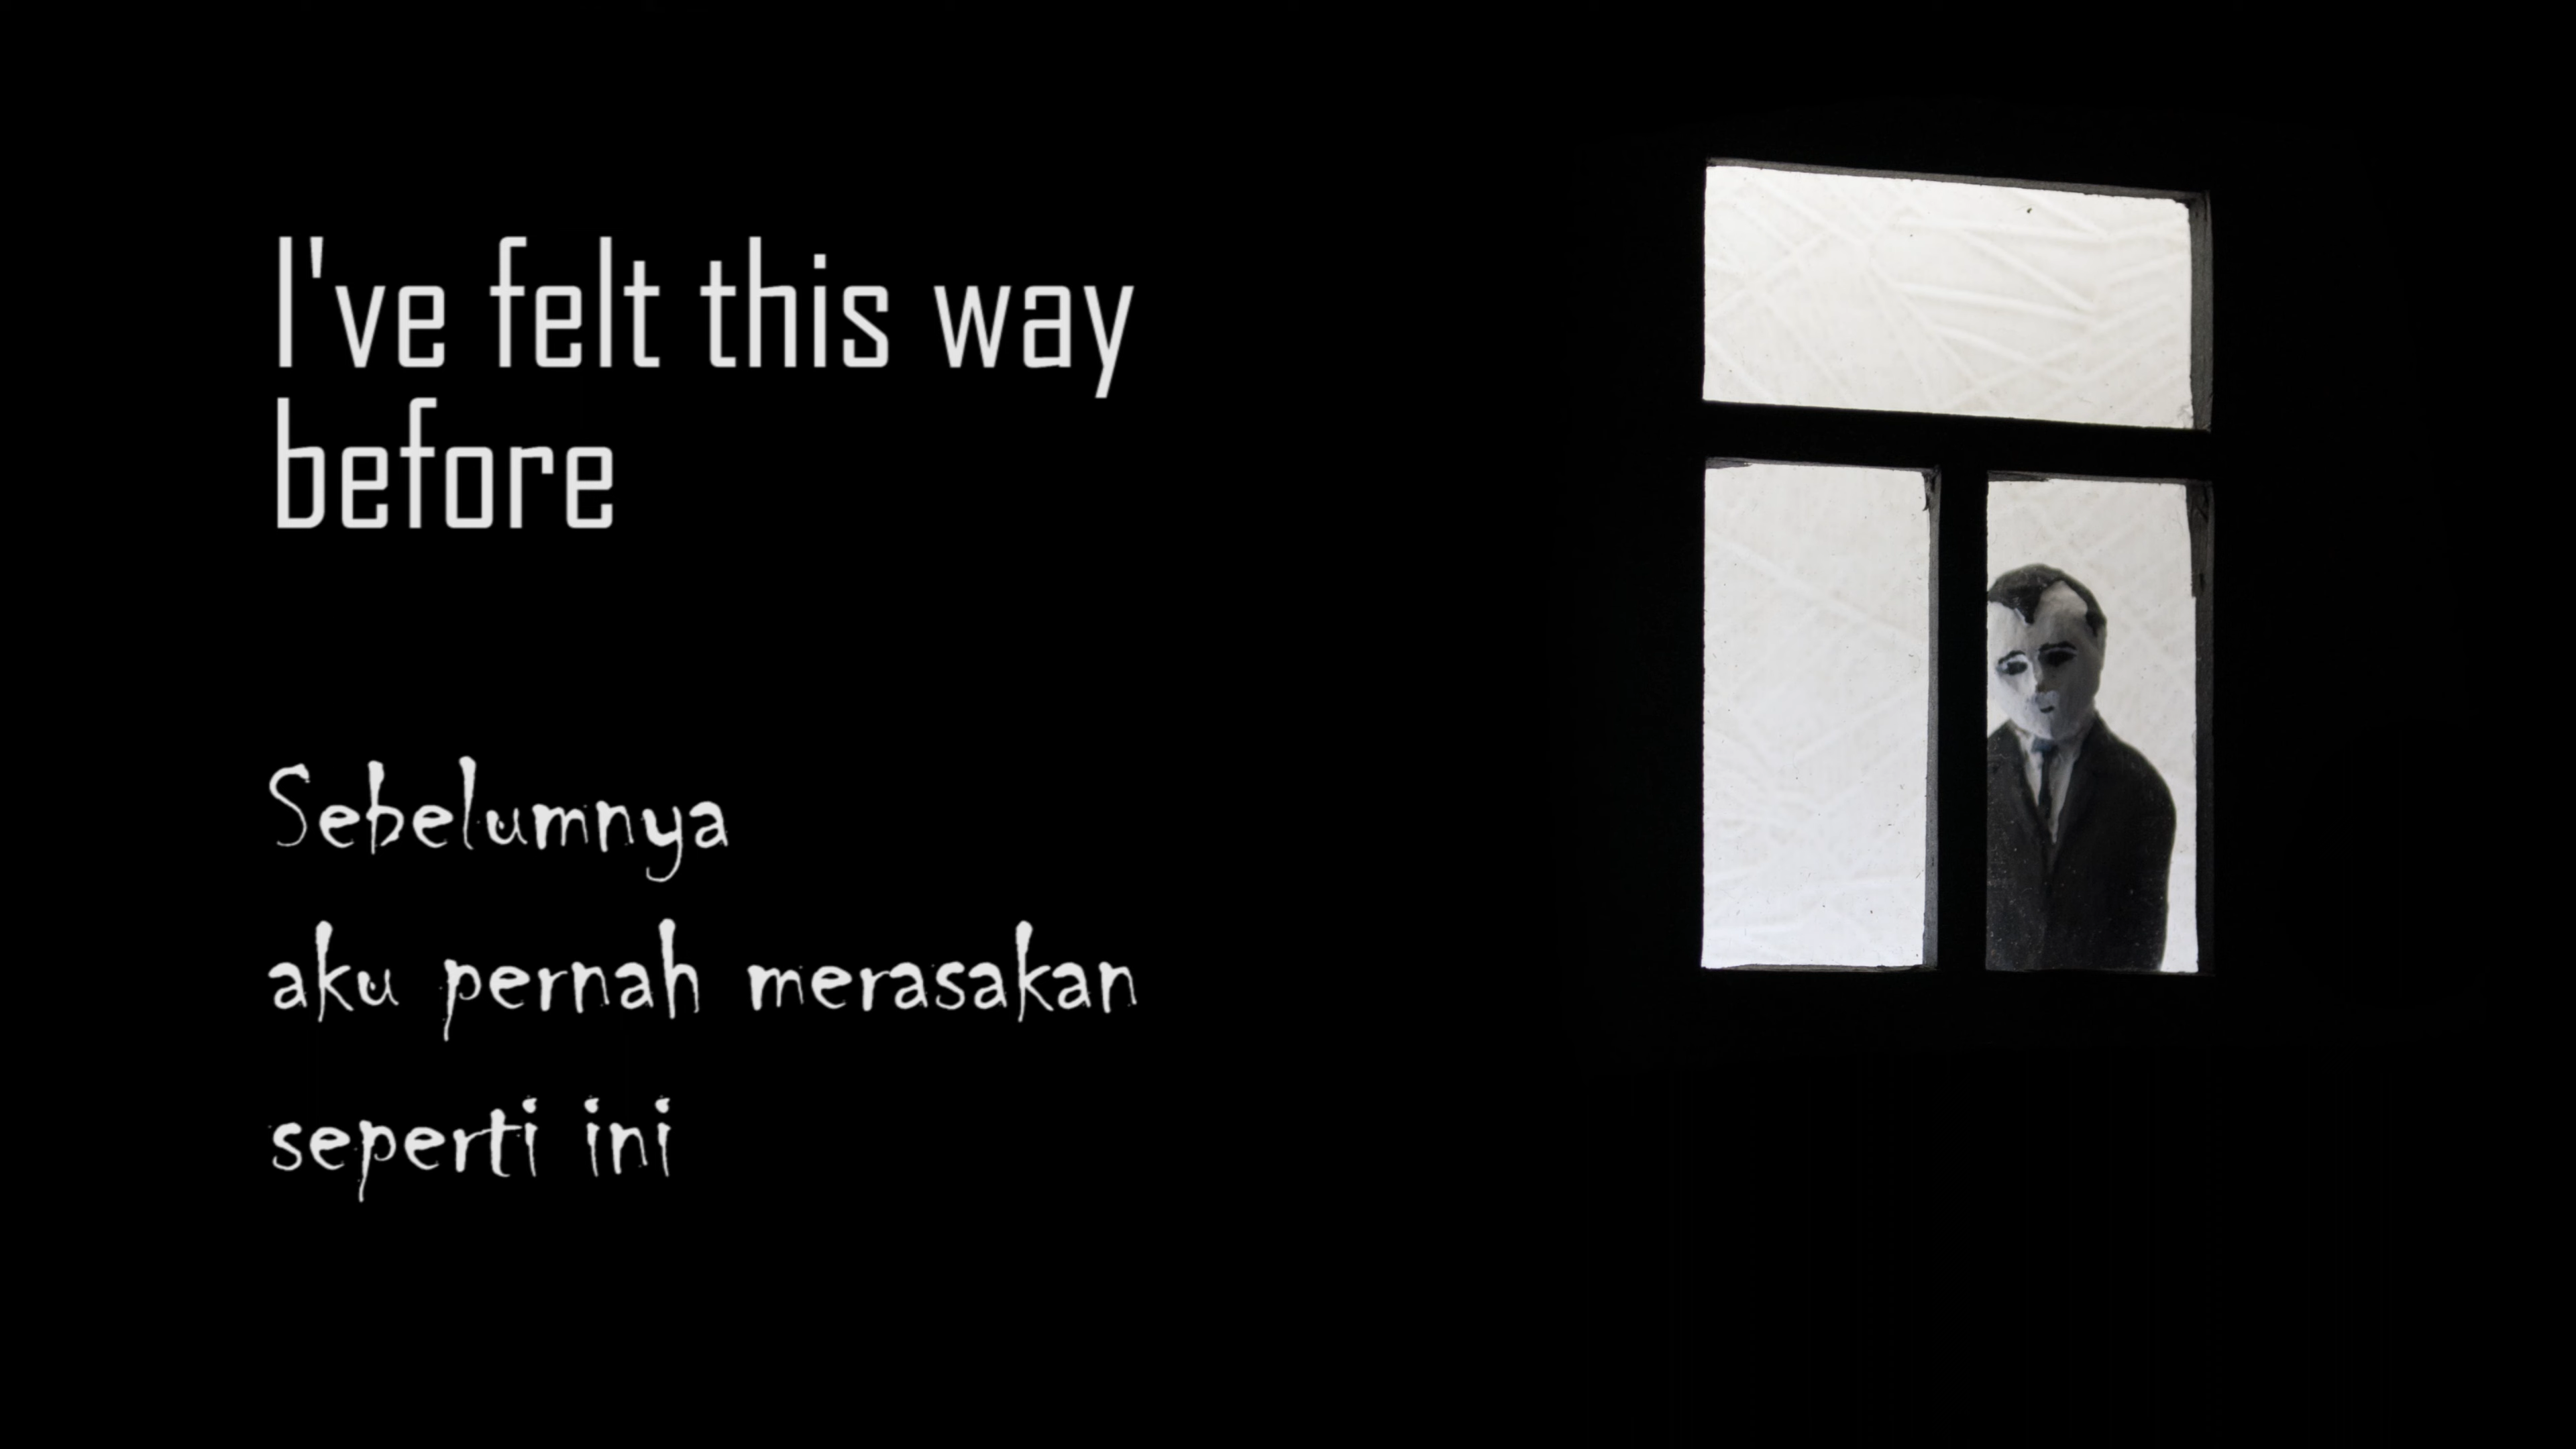 I've felt this way
before
Sebelumnya
aku pernah merasakan
seperti ini